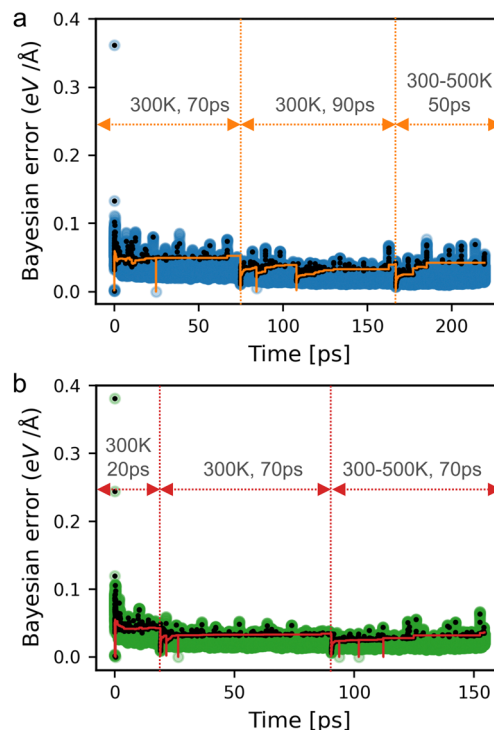 a
0.4
0.3
0.2
0.1
0.0
Bayesian error (eV /Å)
300K, 70ps
300K, 90ps
300-500K
50ps
0
50
100
150
200
Time [ps]
b
0.4
0.3
0.2
0.1
0.0
Bayesian error (eV /Å)
300K
20ps
300K, 70ps
300-500K, 70ps
0
50
100
150
Time [ps]